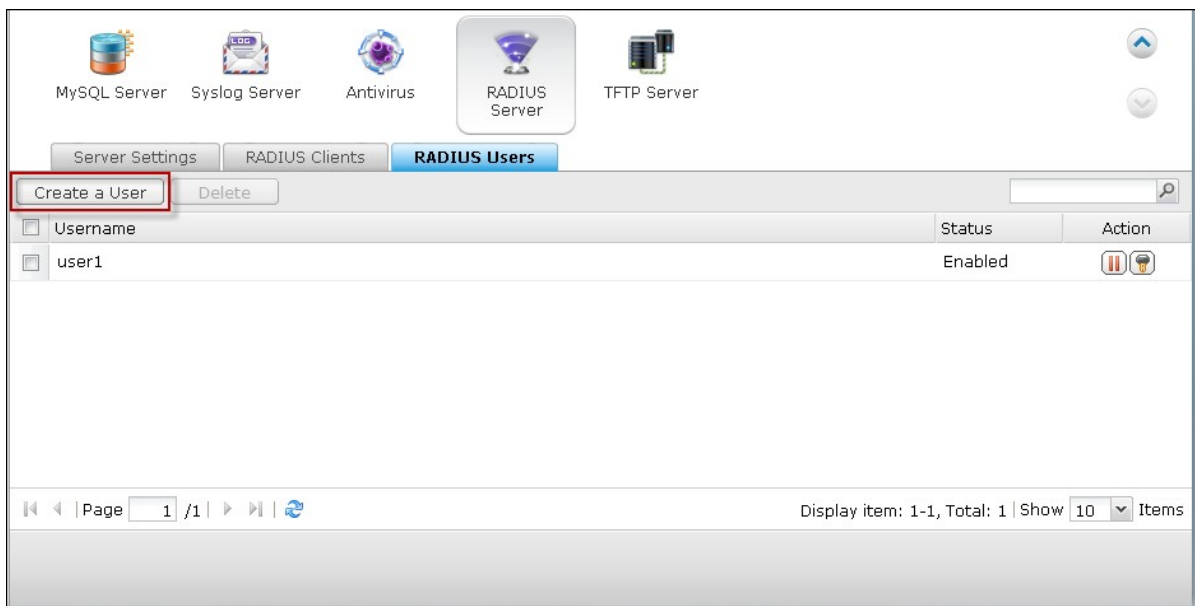 LOG
MySQL Server Syslog Server Antivirus RADIUS Server TFTP Server
Server Settings RADIUS Clients RADIUS Users
Create a User Delete
Username Status Action
user1 Enabled
Page 1 /1 Display item: 1-1, Total: 1 Show 10 Items